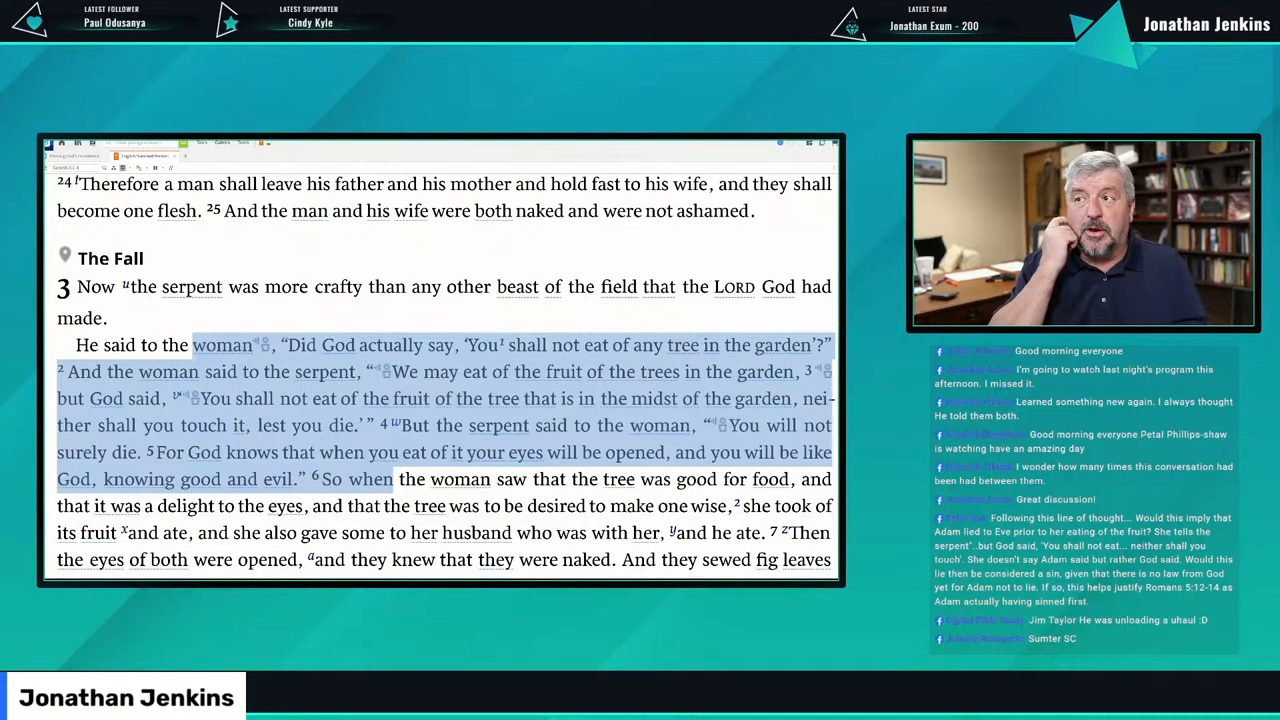 LATEST FOLLOWER
Paul Odusanya
LATEST SUPPORTER
Cindy Kyle
LATEST STAR
Jonathan Exum - 200
Jonathan Jenkins
24 t Therefore a man shall leave his father and his mother and hold fast to his wife, and they shall
become one flesh. 25 And the man and his wife were both naked and were not ashamed.
The Fall
3 Now u the serpent was more crafty than any other beast of the field that the LORD God had
made.
He said to the woman, “Did God actually say, ‘You1 shall not eat of any tree in the garden’?”
2 And the woman said to the serpent, “We may eat of the fruit of the trees in the garden, 3
but God said, v ‘You shall not eat of the fruit of the tree that is in the midst of the garden, nei-
ther shall you touch it, lest you die.’” 4 w But the serpent said to the woman, “You will not
surely die. 5 For God knows that when you eat of it your eyes will be opened, and you will be like
God, knowing good and evil.” 6 So when the woman saw that the tree was good for food, and
that it was a delight to the eyes, and that the tree was to be desired to make one wise,2 she took of
its fruit x and ate, and she also gave some to her husband who was with her, y and he ate. 7 z Then
the eyes of both were opened, a and they knew that they were naked. And they sewed fig leaves
Good morning everyone
I'm going to watch last night's program this
afternoon. I missed it.
Learned something new again. I always thought
He told them both.
Good morning everyone Petal Phillips-shaw
is watching have an amazing day
I wonder how many times this conversation had
been had between them.
Great discussion!
Following this line of thought... Would this imply that
Adam lied to Eve prior to her eating of the fruit? She tells the
serpent"..but God said, 'You shall not eat... neither shall you
touch'. She doesn't say Adam said but rather God said. Would this
lie then be considered a sin, given that there is no law from God
yet for Adam not to lie. If so, this helps justify Romans 5:12-14 as
Adam actually having sinned first.
Digital Bible Study Jim Taylor He was unloading a uhaul :D
Sumter SC
Jonathan Jenkins